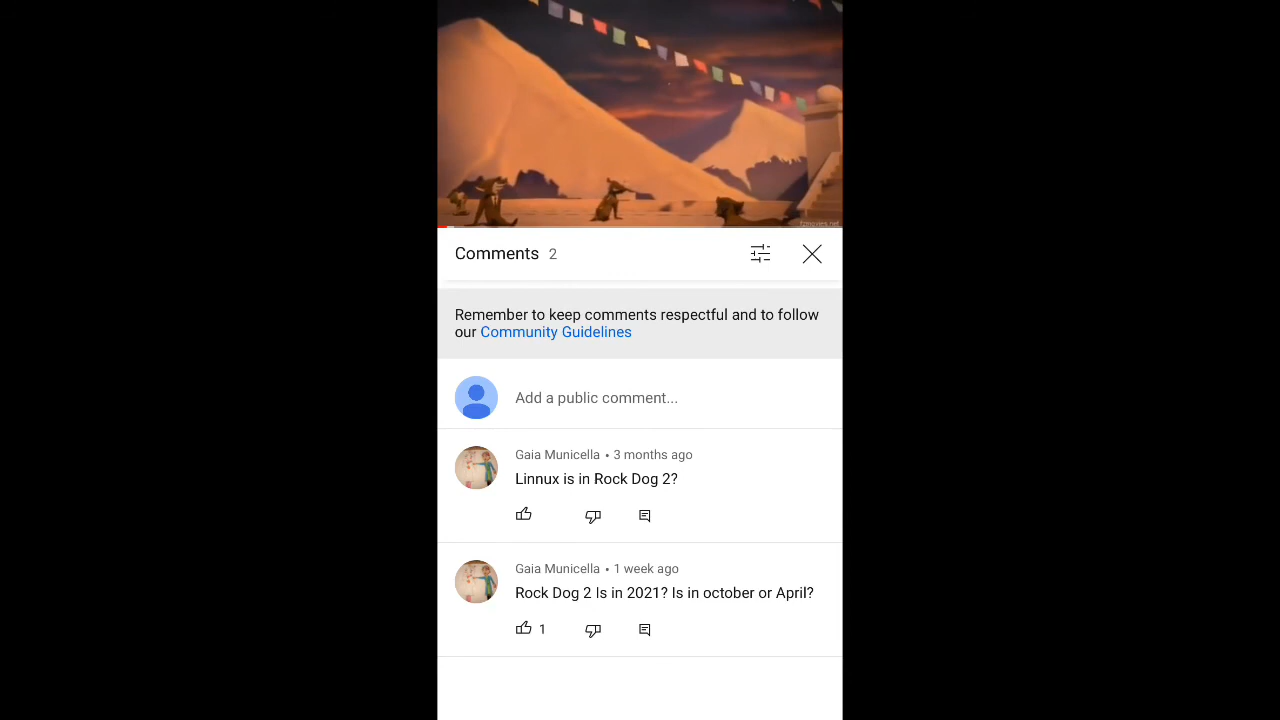 Comments 2
Remember to keep comments respectful and to follow
our Community Guidelines
Add a public comment...
Gaia Municella • 3 months ago
Linnux is in Rock Dog 2?
Gaia Municella • 1 week ago
Rock Dog 2 Is in 2021? Is in october or April?
1